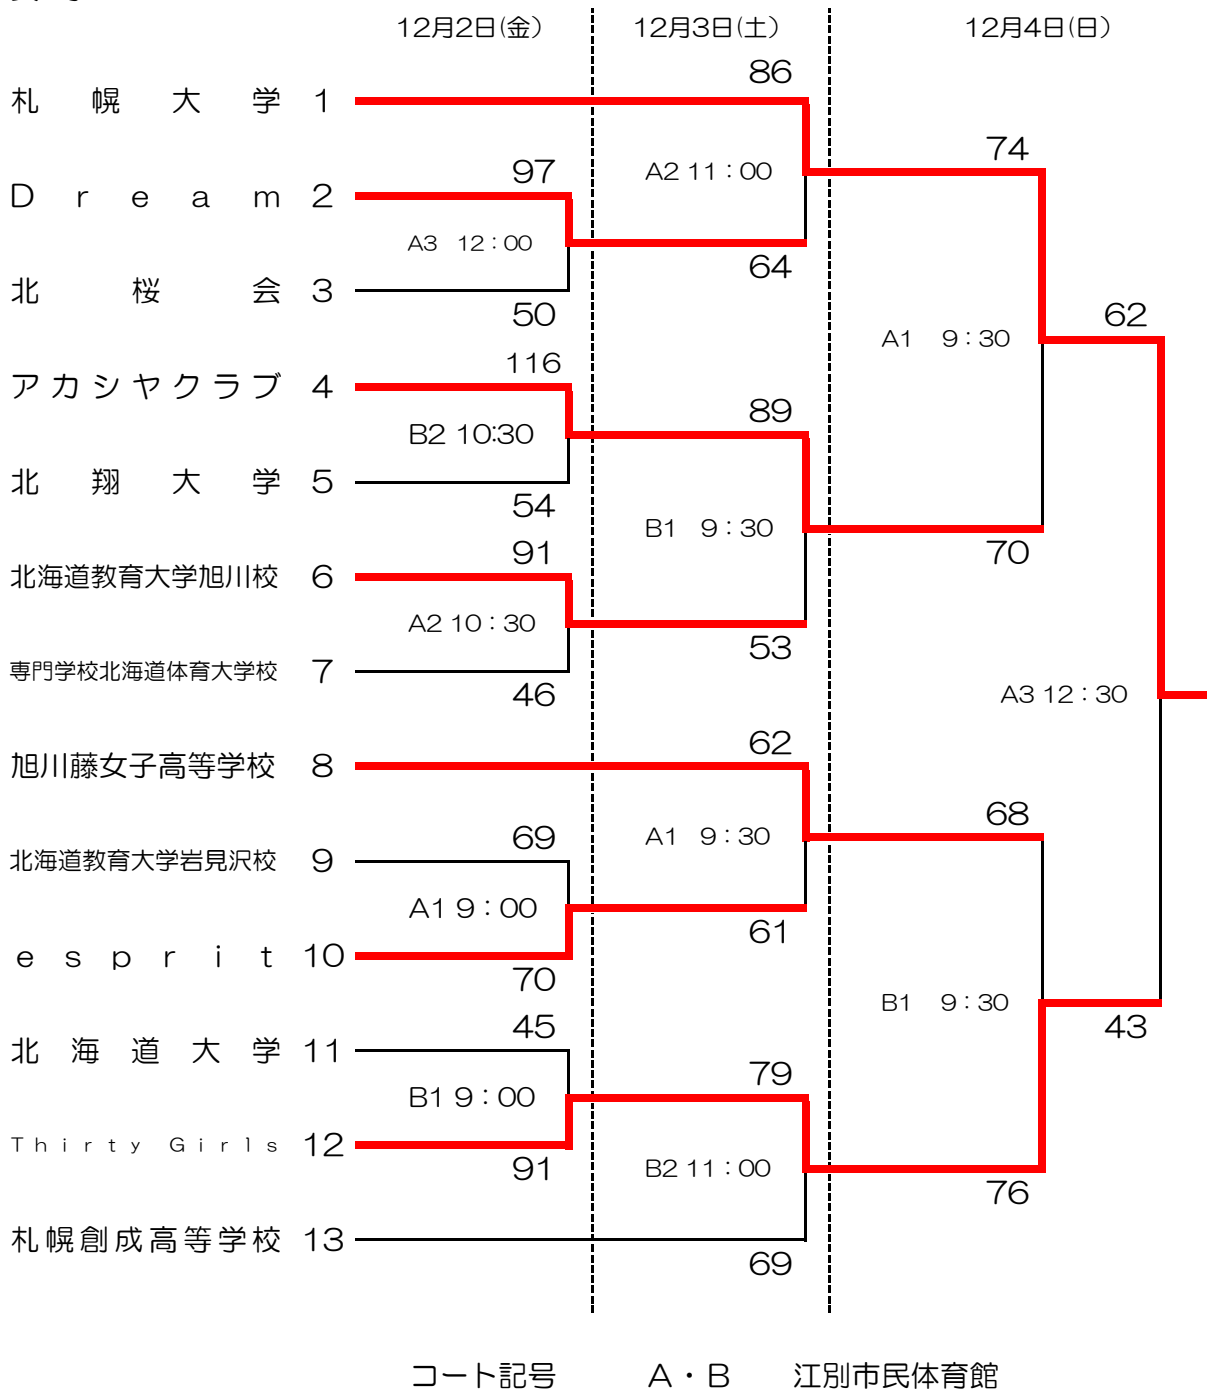 12月2日(金) 12月3日(土) 12月4日(日)
86
札幌大学 1
74
97
A2 11：00
Dream 2
A3 12：00
64
北桜会 3
50
62
A1 9：30
116
アカシヤクラブ 4
89
B2 10:30
北翔大学 5
54
B1 9：30
91
70
北海道教育大学旭川校 6
A2 10：30
53
専門学校北海道体育大学校 7
46
A3 12：30
62
旭川藤女子高等学校 8
68
69
A1 9：30
北海道教育大学岩見沢校 9
A1 9：00
61
esprit 10
70
B1 9：30
45
43
北海道大学 11
79
B1 9：00
Thirty Girls 12
91
B2 11：00
76
札幌創成高等学校 13
69
コート記号 A・B 江別市民体育館